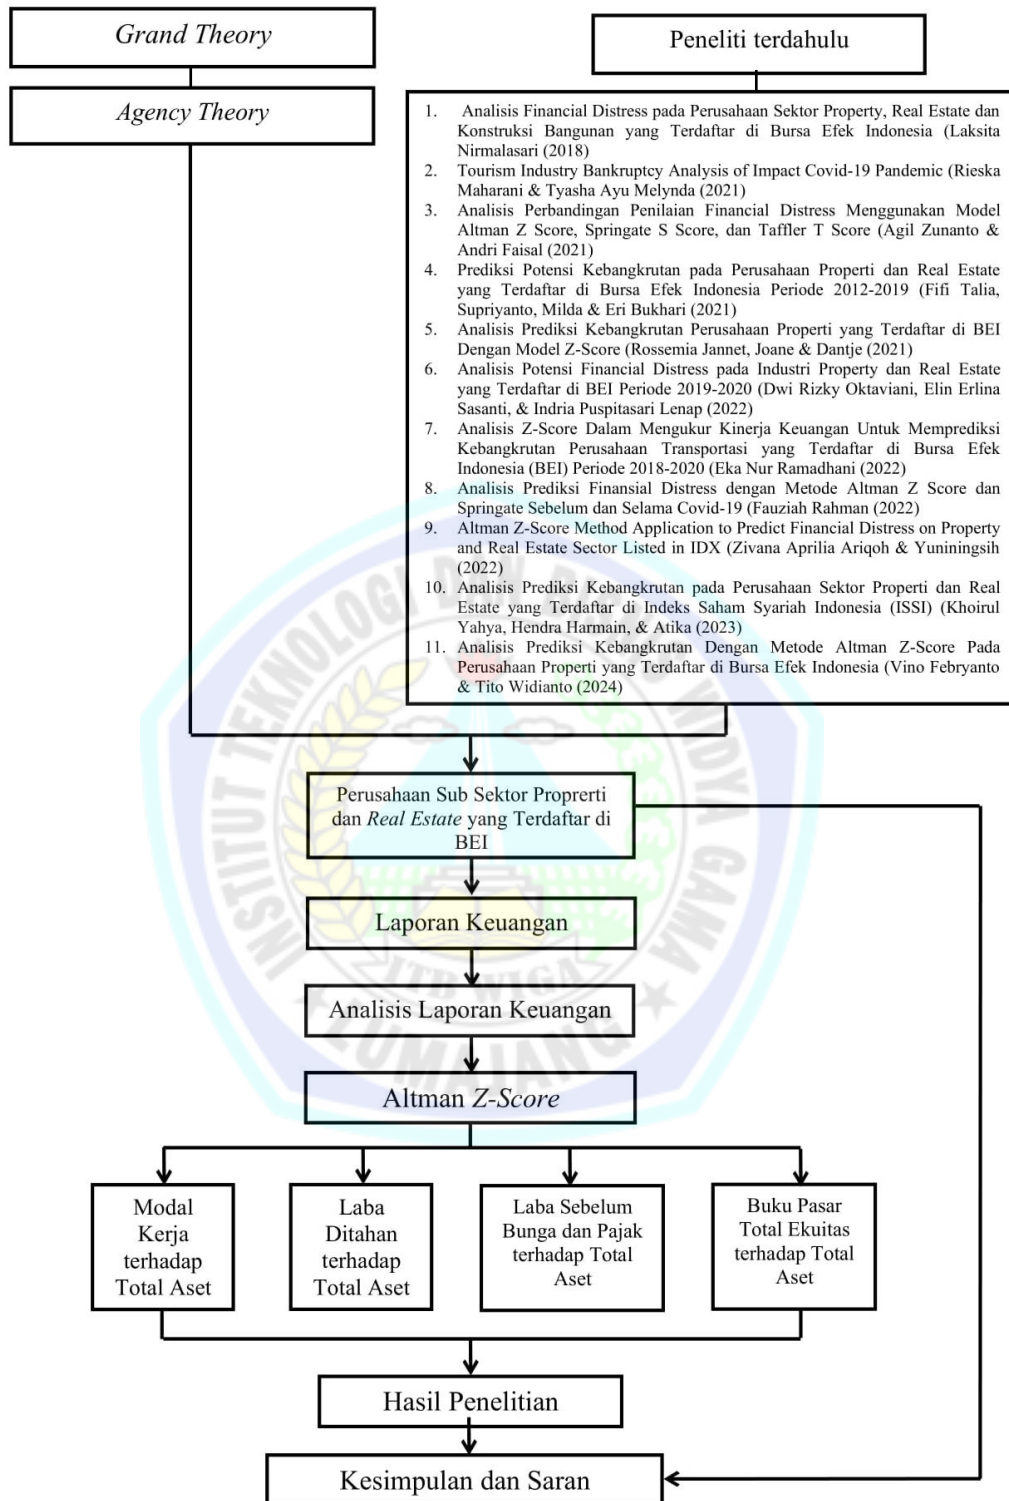 Grand Theory
Peneliti terdahulu
Agency Theory
1. Analisis Financial Distress pada Perusahaan Sektor Property, Real Estate dan
Konstruksi Bangunan yang Terdaftar di Bursa Efek Indonesia (Laksita
Nirmalasari (2018)
2. Tourism Industry Bankruptcy Analysis of Impact Covid-19 Pandemic (Rieska
Maharani & Tyasha Ayu Melynda (2021)
3. Analisis Perbandingan Penilaian Financial Distress Menggunakan Model
Altman Z Score, Springate S Score, dan Taffler T Score (Agil Zunanto &
Andri Faisal (2021)
4. Prediksi Potensi Kebangkrutan pada Perusahaan Properti dan Real Estate
yang Terdaftar di Bursa Efek Indonesia Periode 2012-2019 (Fifi Talia,
Supriyanto, Milda & Eri Bukhari (2021)
5. Analisis Prediksi Kebangkrutan Perusahaan Properti yang Terdaftar di BEI
Dengan Model Z-Score (Rossemia Jannet, Joane & Dantje (2021)
6. Analisis Potensi Financial Distress pada Industri Property dan Real Estate
yang Terdaftar di BEI Periode 2019-2020 (Dwi Rizky Oktaviani, Elin Erlina
Sasanti, & Indria Puspitasari Lenap (2022)
7. Analisis Z-Score Dalam Mengukur Kinerja Keuangan Untuk Memprediksi
Kebangkrutan Perusahaan Transportasi yang Terdaftar di Bursa Efek
Indonesia (BEI) Periode 2018-2020 (Eka Nur Ramadhani (2022)
8. Analisis Prediksi Finansial Distress dengan Metode Altman Z Score dan
Springate Sebelum dan Selama Covid-19 (Fauziah Rahman (2022)
9. Altman Z-Score Method Application to Predict Financial Distress on Property
and Real Estate Sector Listed in IDX (Zivana Aprilia Ariqoh & Yuniningsih
(2022)
10. Analisis Prediksi Kebangkrutan pada Perusahaan Sektor Properti dan Real
Estate yang Terdaftar di Indeks Saham Syariah Indonesia (ISSI) (Khoirul
Yahya, Hendra Harmain, & Atika (2023)
11. Analisis Prediksi Kebangkrutan Dengan Metode Altman Z-Score Pada
Perusahaan Properti yang Terdaftar di Bursa Efek Indonesia (Vino Febryanto
& Tito Widianto (2024)
INSTITUT TEKNOLOGI DAN BISNIS WIDYA GAMA
Perusahaan Sub Sektor Proprerti
dan Real Estate yang Terdaftar di
BEI
Laporan Keuangan
ITB WIGA
Analisis Laporan Keuangan
LUMAJANG
Altman Z-Score
Modal
Kerja
terhadap
Total Aset
Laba
Ditahan
terhadap
Total Aset
Laba Sebelum
Bunga dan Pajak
terhadap Total
Aset
Buku Pasar
Total Ekuitas
terhadap Total
Aset
Hasil Penelitian
Kesimpulan dan Saran